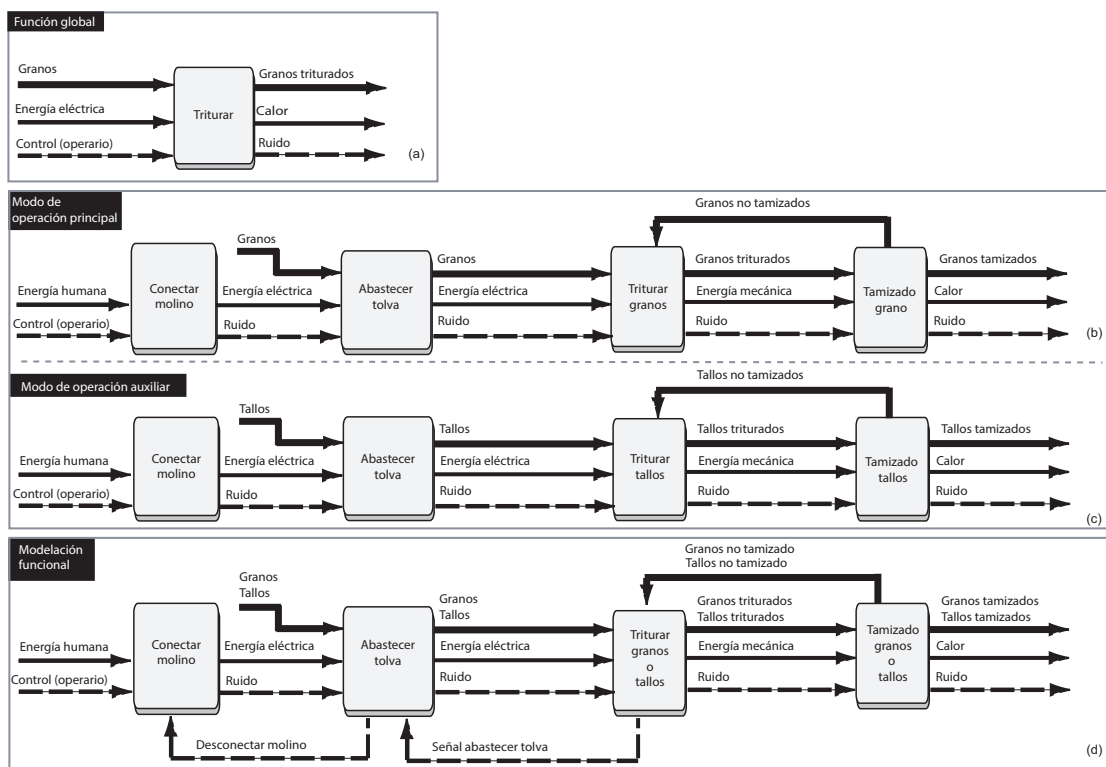 Función global
Granos
Granos triturados
Energía eléctrica
Triturar
Calor
Control (operario)
Ruido
(a)
Modo de
operación principal
Granos no tamizados
Granos
Granos
Granos triturados
Granos tamizados
Energía humana
Conectar
molino
Energía eléctrica
Abastecer
tolva
Energía eléctrica
Triturar
granos
Energía mecánica
Tamizado
grano
Calor
Control (operario)
Ruido
Ruido
Ruido
Ruido
(b)
Modo de operación auxiliar
Tallos no tamizados
Tallos
Tallos
Tallos triturados
Tallos tamizados
Energía humana
Conectar
molino
Energía eléctrica
Abastecer
tolva
Energía eléctrica
Triturar
tallos
Energía mecánica
Tamizado
tallos
Calor
Control (operario)
Ruido
Ruido
Ruido
Ruido
(c)
Modelación
funcional
Granos no tamizado
Tallos no tamizado
Granos
Tallos
Granos
Tallos
Granos triturados
Tallos triturados
Granos tamizados
Tallos tamizados
Energía humana
Conectar
molino
Energía eléctrica
Abastecer
tolva
Energía eléctrica
Triturar
granos
o
tallos
Energía mecánica
Tamizado
granos
o
tallos
Calor
Control (operario)
Ruido
Ruido
Ruido
Ruido
Desconectar molino
Señal abastecer tolva
(d)